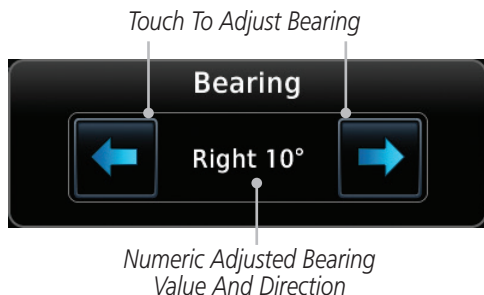 Touch To Adjust Bearing
Bearing
Right 10°
Numeric Adjusted Bearing
Value And Direction